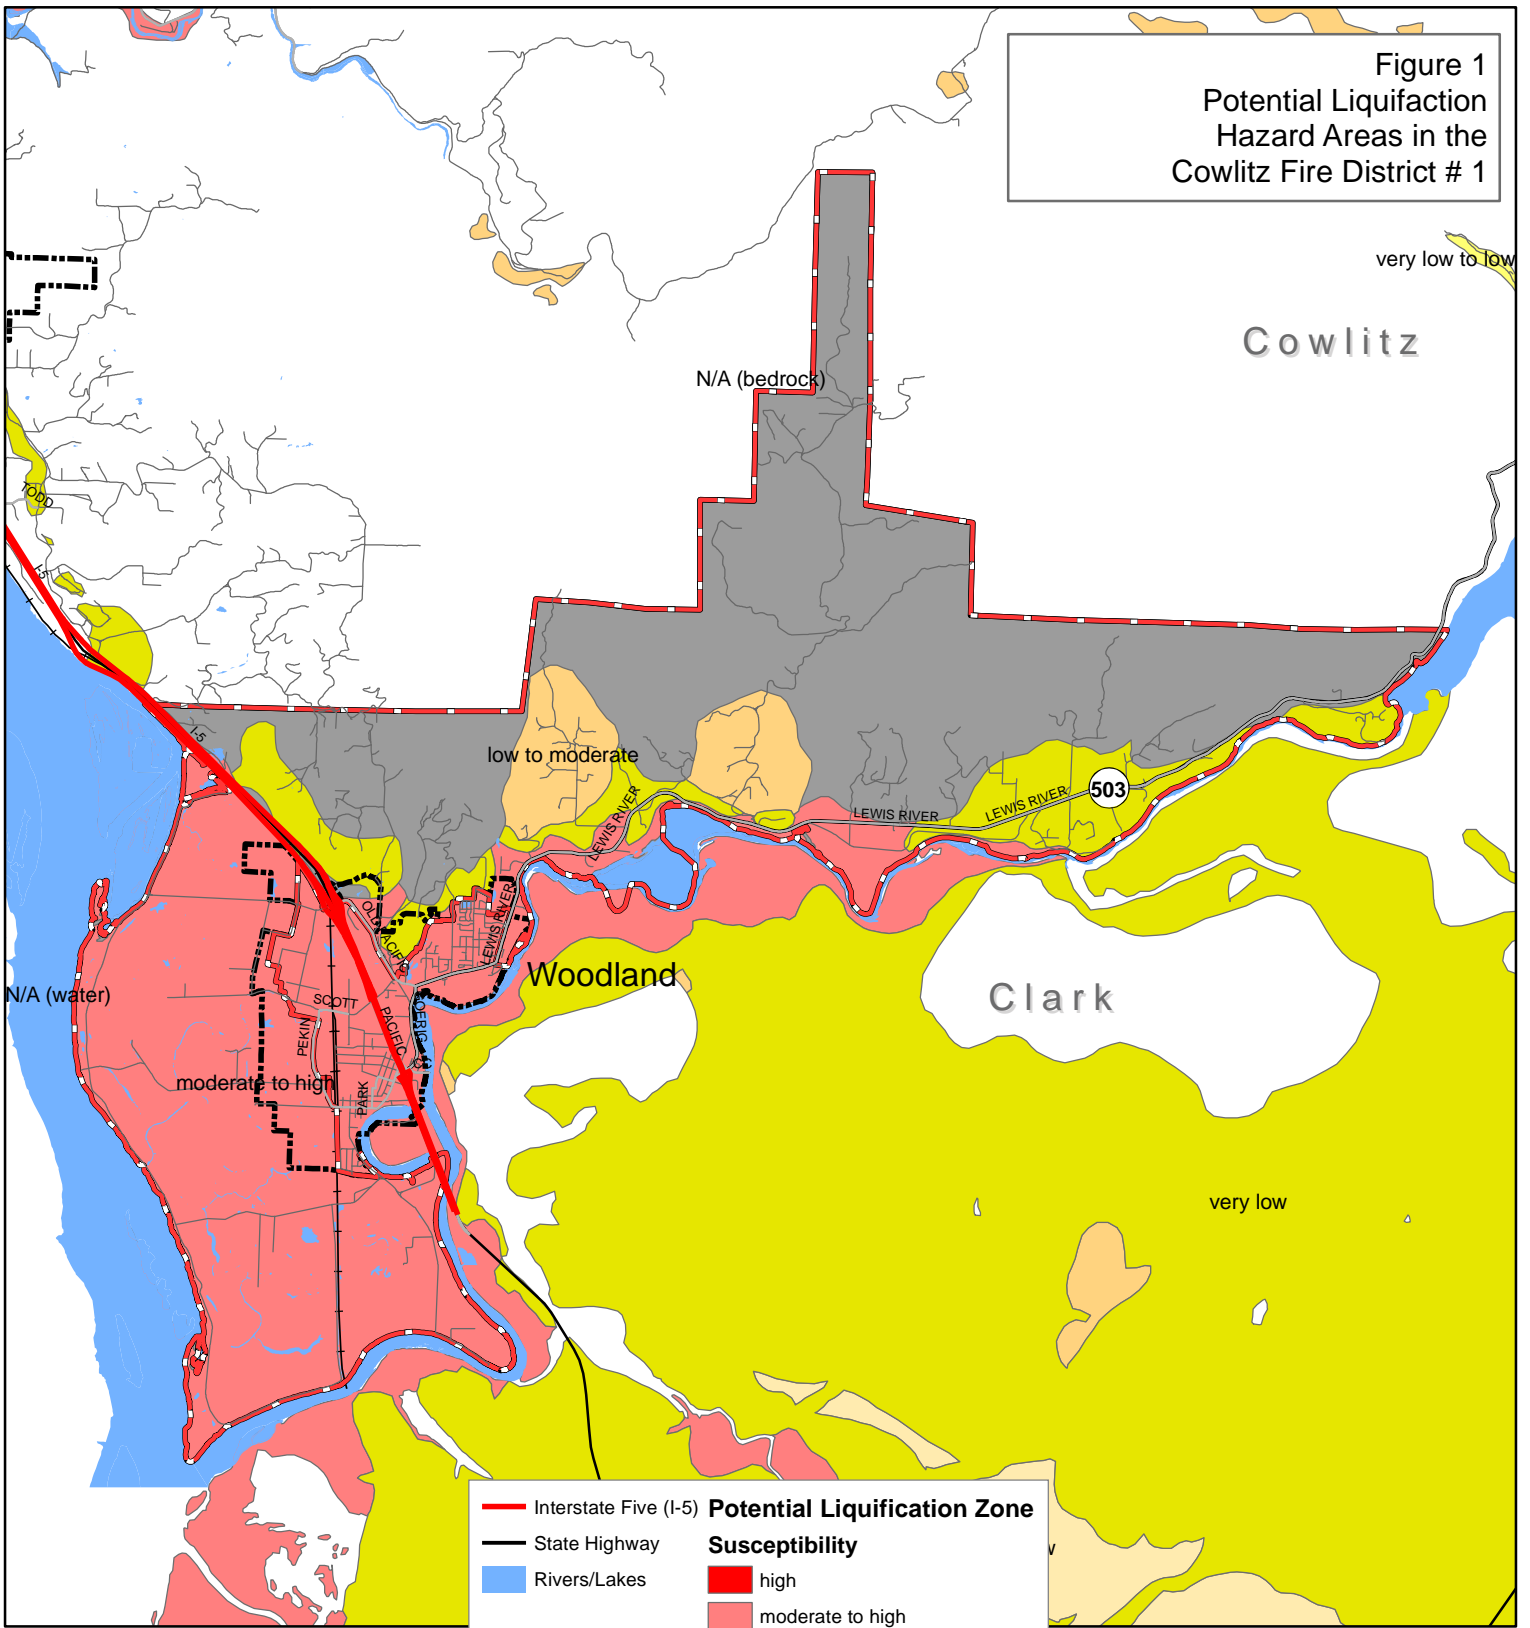 Figure 1
Potential Liquifaction
Hazard Areas in the
Cowlitz Fire District # 1
very low to low
Cowlitz
N/A (bedrock)
TODD
I-5
I-5
low to moderate
LEWIS RIVER
LEWIS RIVER
LEWIS RIVER
503
LEWIS RIVER
OLD PACIFIC
Woodland
N/A (water)
SCOTT
PEKIN
PACIFIC
Clark
moderate to high
PARK
very low
Interstate Five (I-5)
State Highway
Rivers/Lakes
Potential Liquification Zone
Susceptibility
high
moderate to high